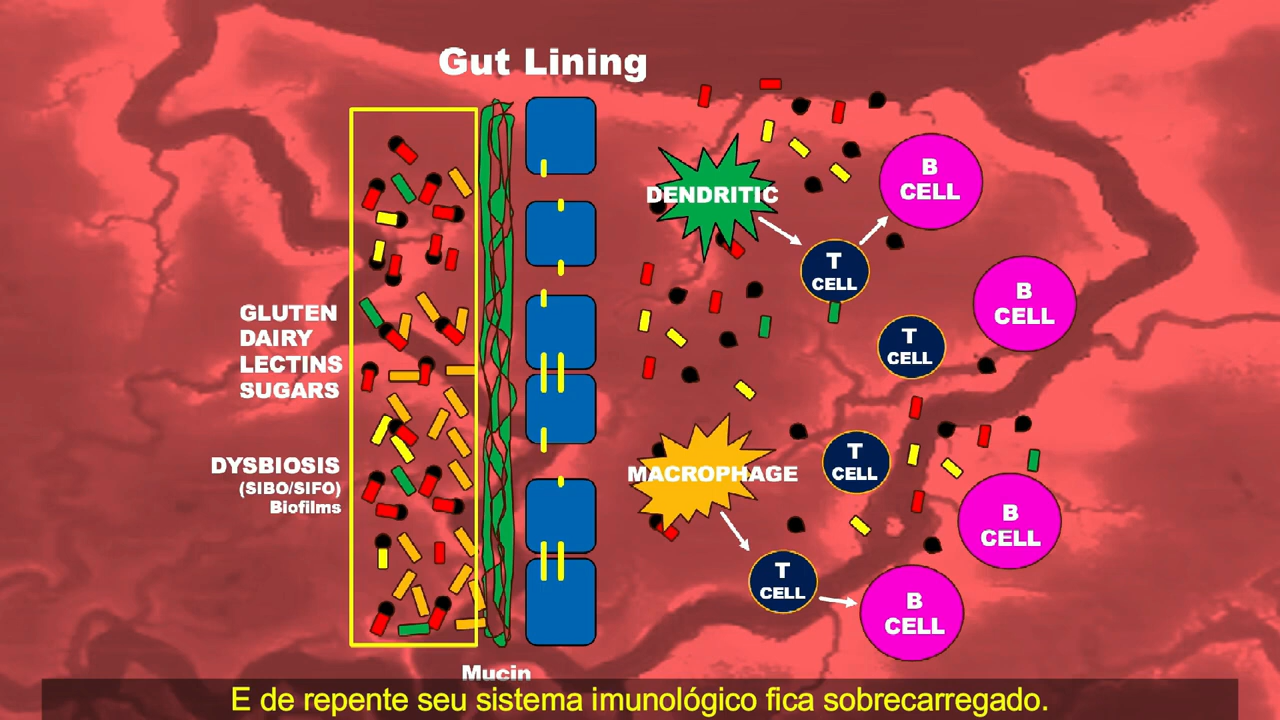 Gut Lining
GLUTEN
DAIRY
LECTINS
SUGARS
DYSBIOSIS
(SIBO/SIFO)
Biofilms
Mucin
DENDRITIC
T
CELL
B
CELL
B
CELL
T
CELL
MACROPHAGE
T
CELL
B
CELL
T
CELL
B
CELL
E de repente seu sistema imunológico fica sobrecarregado.